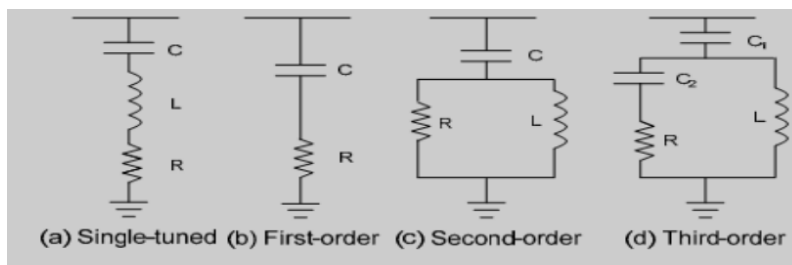 C
L
R
(a) Single-tuned
C
R
(b) First-order
C
R
L
(c) Second-order
C₁
C₂
R
L
(d) Third-order